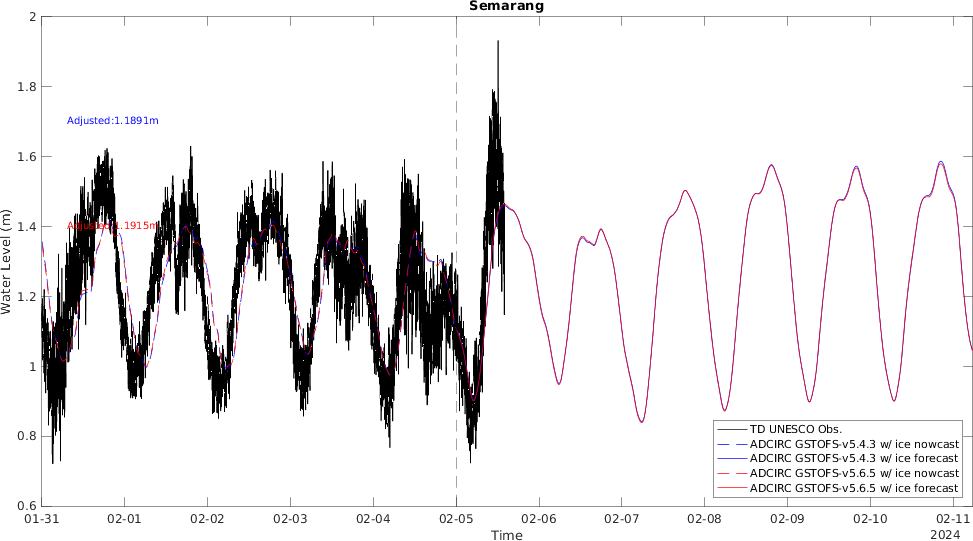 Semarang
2
1.8
1.6
1.4
1.2
1
0.8
0.6
Water Level (m)
Adjusted:1.1891m
Adjusted:1.1915m
01-31 02-01 02-02 02-03 02-04 02-05 02-06 02-07 02-08 02-09 02-10 02-11
2024
Time
TD UNESCO Obs.
ADCIRC GSTOFS-v5.4.3 w/ ice nowcast
ADCIRC GSTOFS-v5.4.3 w/ ice forecast
ADCIRC GSTOFS-v5.6.5 w/ ice nowcast
ADCIRC GSTOFS-v5.6.5 w/ ice forecast